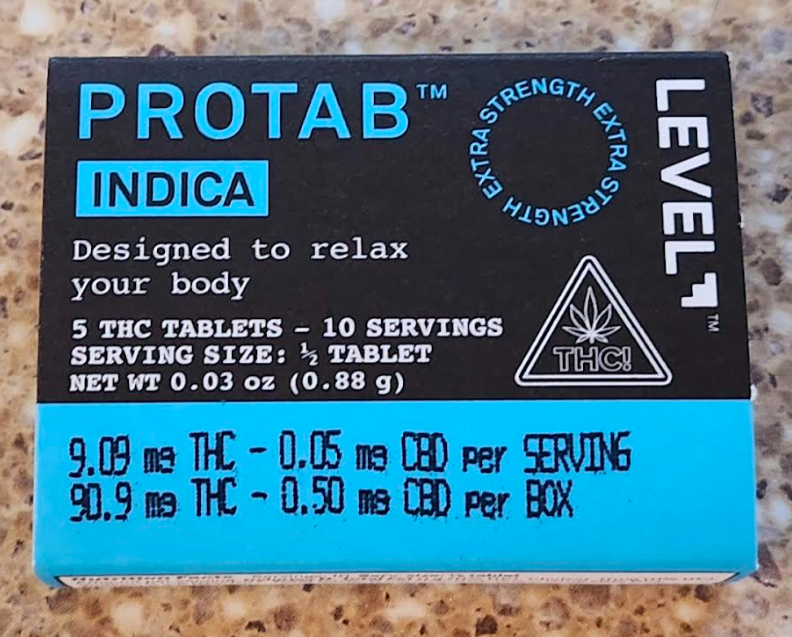 PROTAB™
INDICA
Designed to relax
your body
5 THC TABLETS – 10 SERVINGS
SERVING SIZE: ½ TABLET
NET WT 0.03 oz (0.88 g)
EXTRA STRENGTH EXTRA STRENGTH
LEVEL™
THC!
9.09 mg THC - 0.05 mg CBD per SERVING
90.9 mg THC - 0.50 mg CBD per BOX